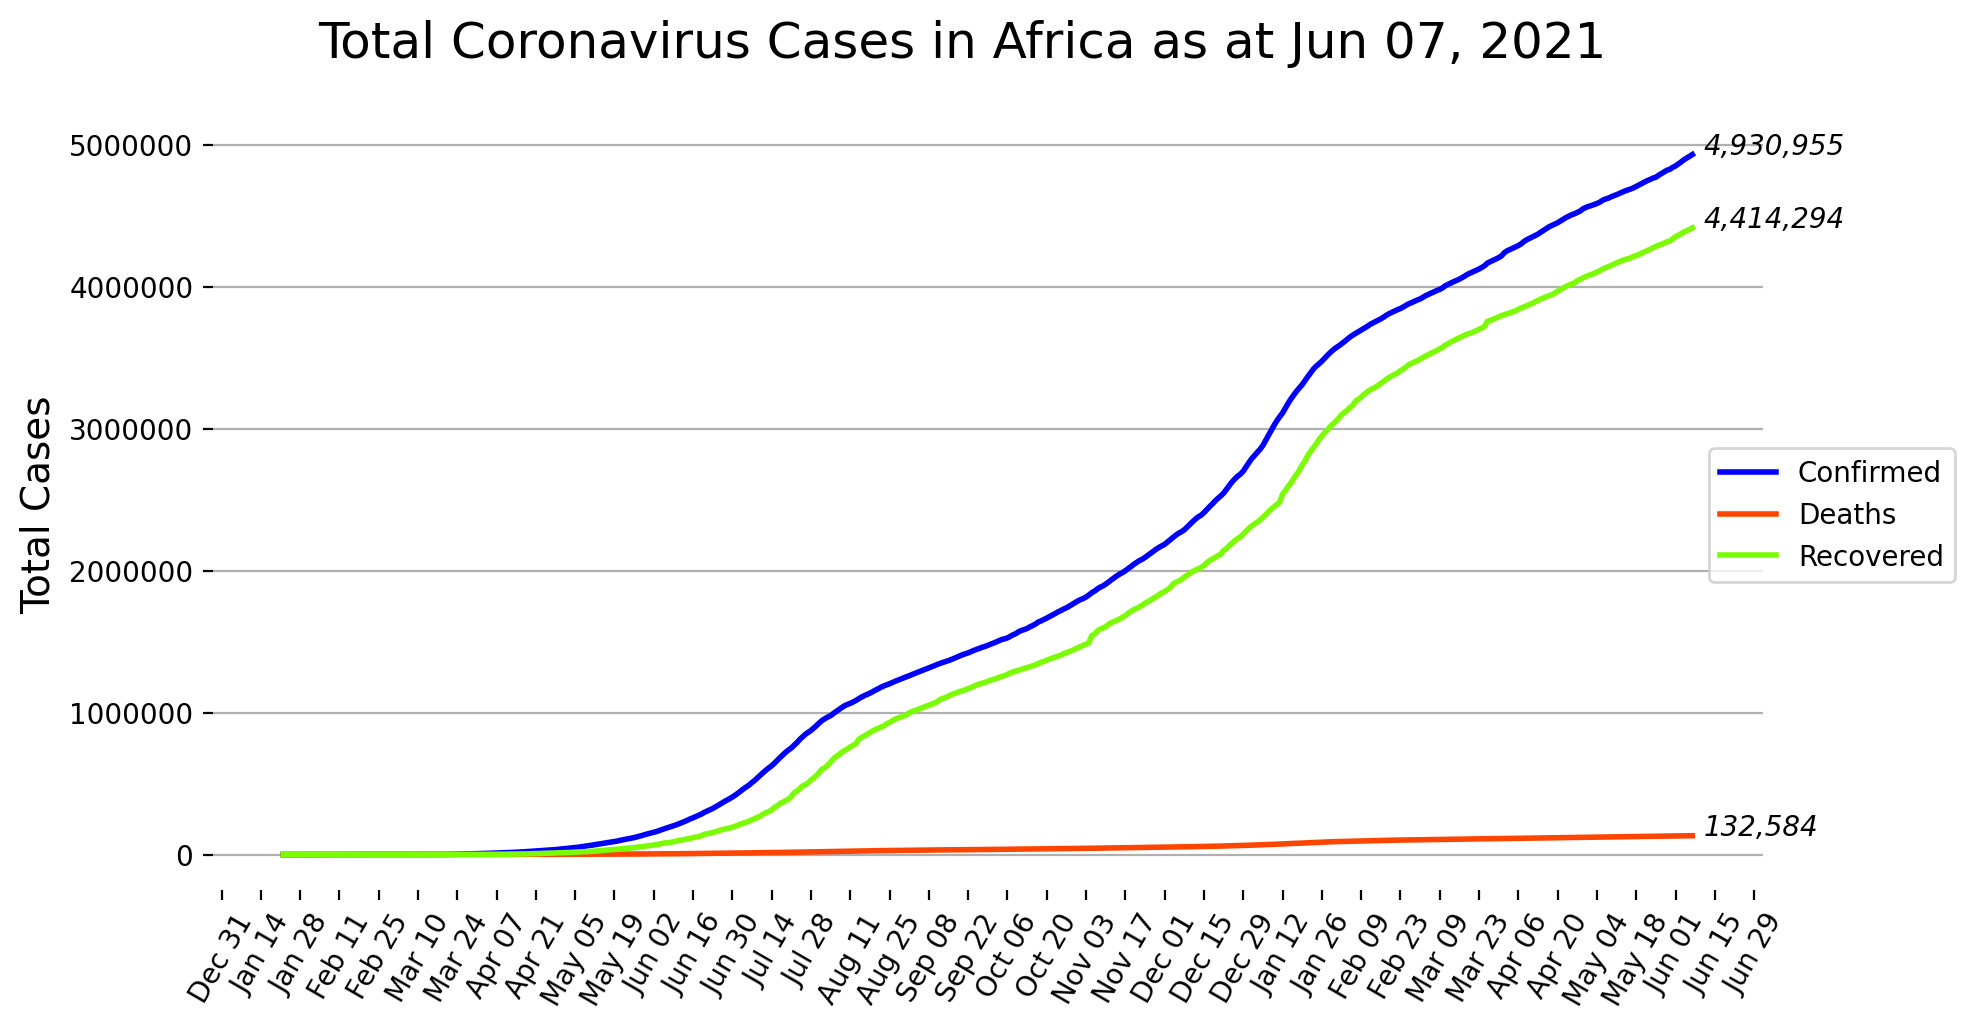 Total Coronavirus Cases in Africa as at Jun 07, 2021
Total Cases
5000000
4000000
3000000
2000000
1000000
0
4,930,955
4,414,294
132,584
Confirmed
Deaths
Recovered
Dec 31
Jan 14
Jan 28
Feb 11
Feb 25
Mar 10
Mar 24
Apr 07
Apr 21
May 05
May 19
Jun 02
Jun 16
Jun 30
Jul 14
Jul 28
Aug 11
Aug 25
Sep 08
Sep 22
Oct 06
Oct 20
Nov 03
Nov 17
Nov 01
Dec 15
Dec 29
Dec 12
Jan 26
Jan 09
Feb 23
Feb 09
Mar 23
Mar 06
Apr 20
Apr 04
May 18
May 01
Jun 15
Jun 29